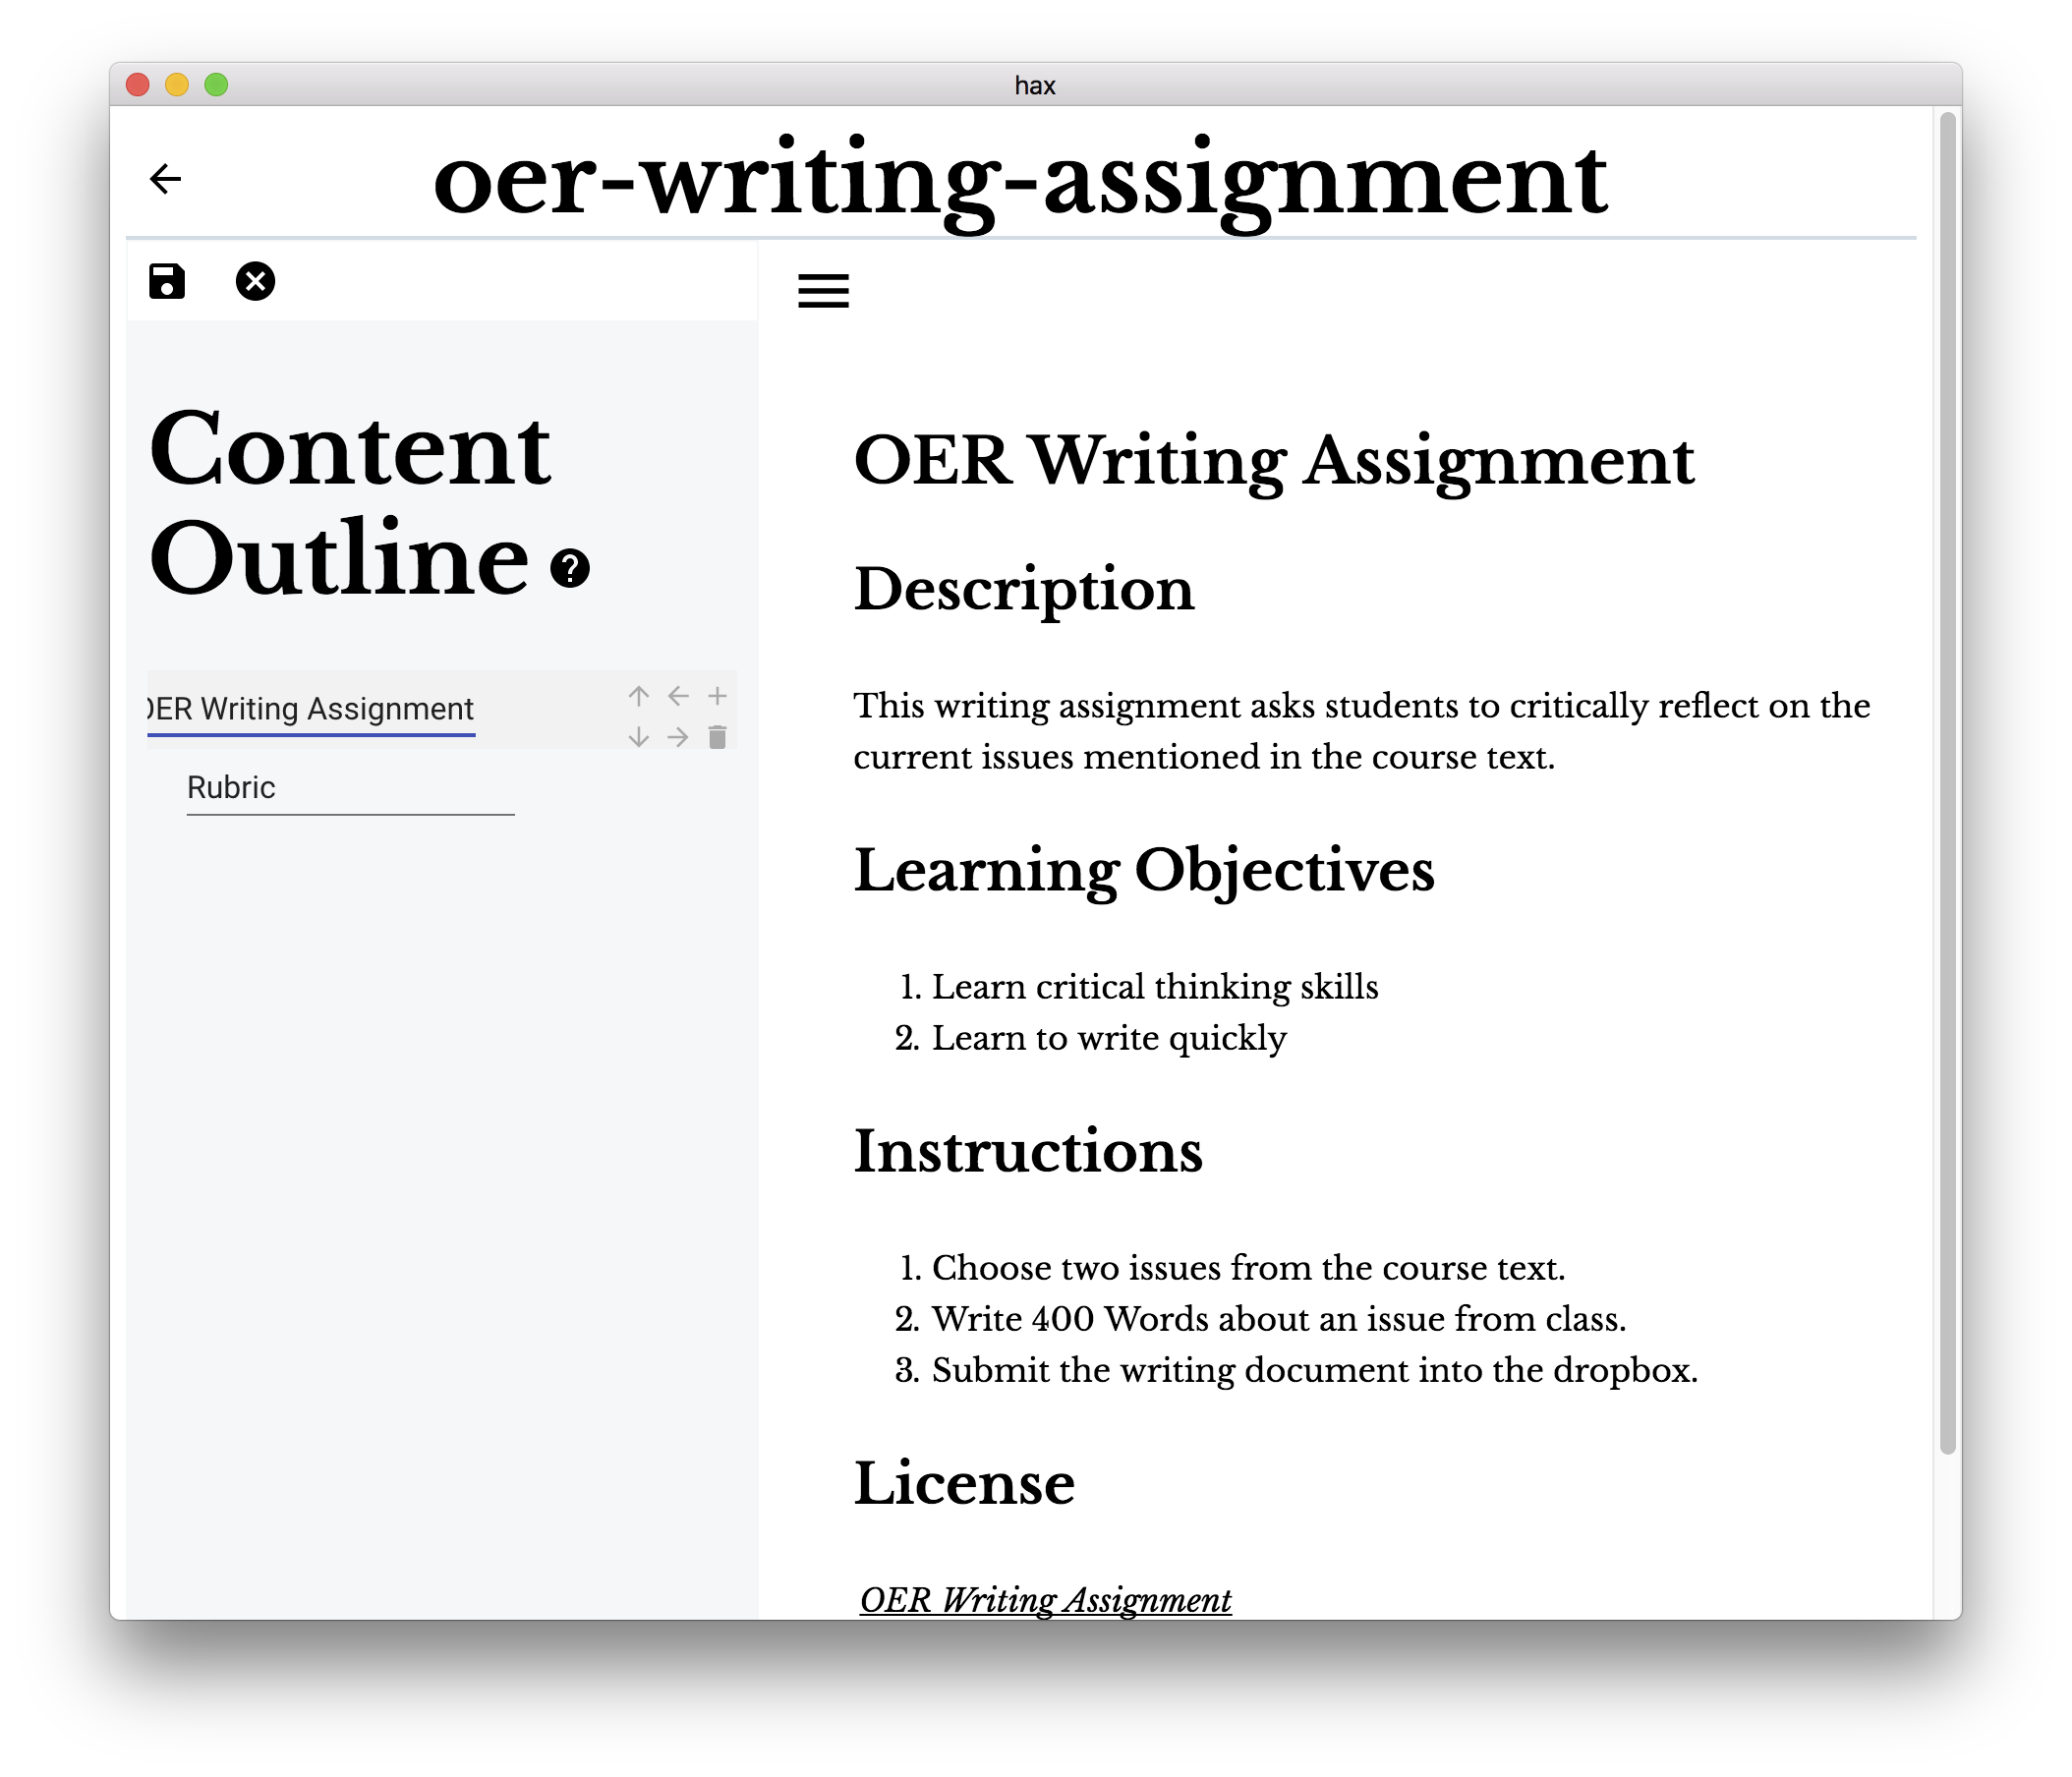 hax
oer-writing-assignment
Content
Outline
OER Writing Assignment
Rubric
OER Writing Assignment
Description
This writing assignment asks students to critically reflect on the
current issues mentioned in the course text.
Learning Objectives
1. Learn critical thinking skills
2. Learn to write quickly
Instructions
1. Choose two issues from the course text.
2. Write 400 Words about an issue from class.
3. Submit the writing document into the dropbox.
License
OER Writing Assignment